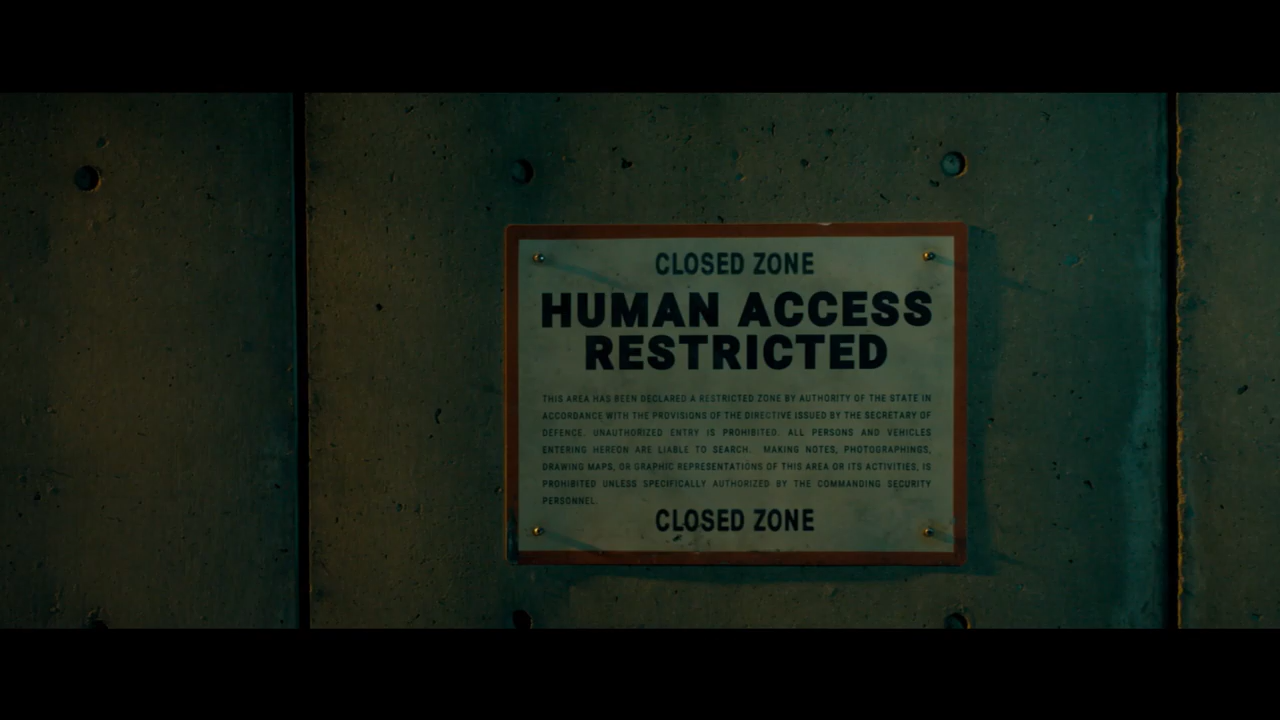 CLOSED ZONE
HUMAN ACCESS
RESTRICTED
THIS AREA HAS BEEN DECLARED A RESTRICTED ZONE BY AUTHORITY OF THE STATE IN
ACCORDANCE WITH THE PROVISIONS OF THE DIRECTIVE ISSUED BY THE SECRETARY OF
DEFENCE. UNAUTHORIZED ENTRY IS PROHIBITED. ALL PERSONS AND VEHICLES
ENTERING HEREON ARE LIABLE TO SEARCH. MAKING NOTES, PHOTOGRAPHINGS,
DRAWING MAPS, OR GRAPHIC REPRESENTATIONS OF THIS AREA OR ITS ACTIVITIES, IS
PROHIBITED UNLESS SPECIFICALLY AUTHORIZED BY THE COMMANDING SECURITY
PERSONNEL.
CLOSED ZONE